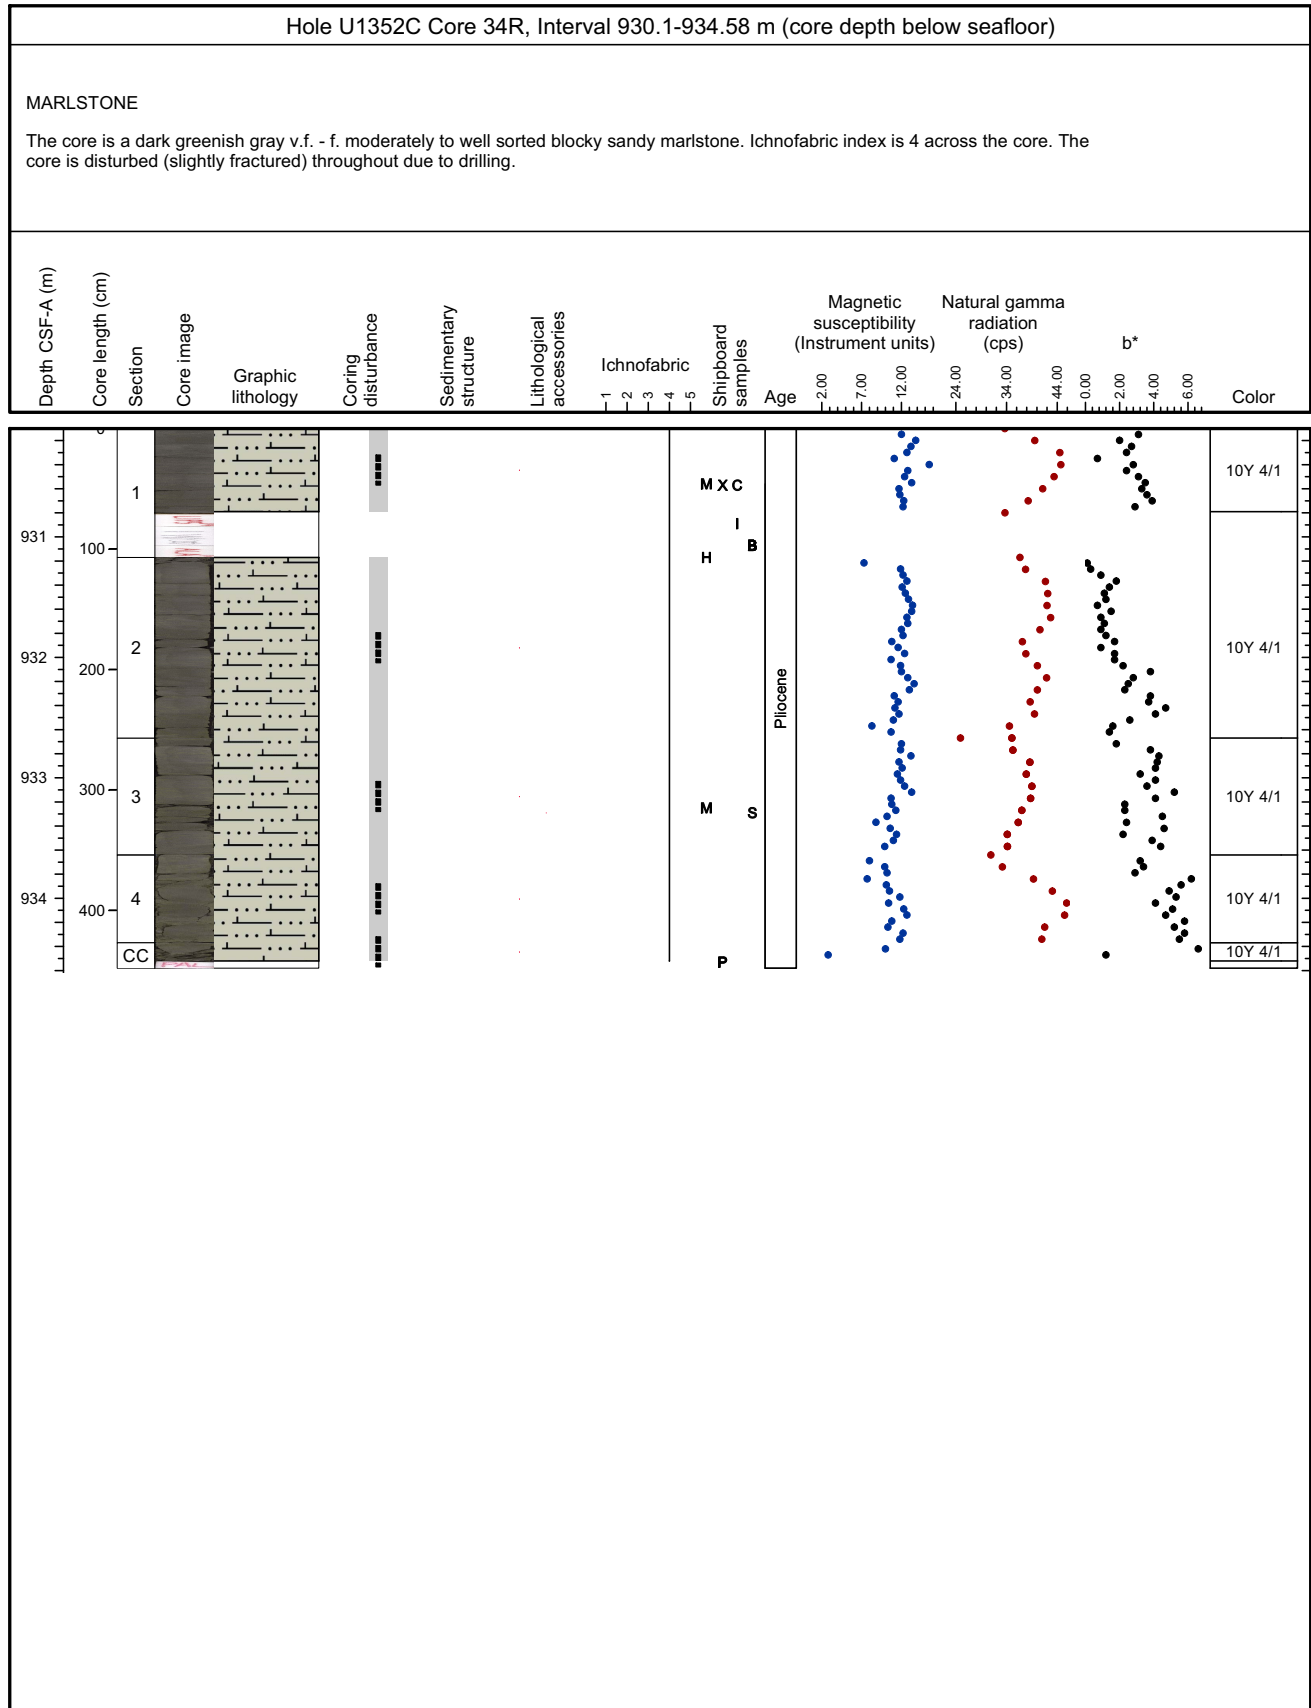 Hole U1352C Core 34R, Interval 930.1-934.58 m (core depth below seafloor)
MARLSTONE
The core is a dark greenish gray v.f. - f. moderately to well sorted blocky sandy marlstone. Ichnofabric index is 4 across the core. The
core is disturbed (slightly fractured) throughout due to drilling.
Depth CSF-A (m)
Core length (cm)
Section
Core image
Graphic
lithology
Coring
disturbance
Sedimentary
structure
Lithological
accessories
Ichnofabric
1 2 3 4 5
Shipboard
samples
Age
Magnetic
susceptibility
(Instrument units)
2.00 7.00 12.00
Natural gamma
radiation
(cps)
24.00 34.00 44.00
b*
0.00 2.00 4.00 6.00
Color
0
1
M X C
10Y 4/1
I
931
B
100
H
2
932
200
10Y 4/1
Pliocene
933
300
3
M
S
10Y 4/1
934
400
4
10Y 4/1
CC
10Y 4/1
PAL
P